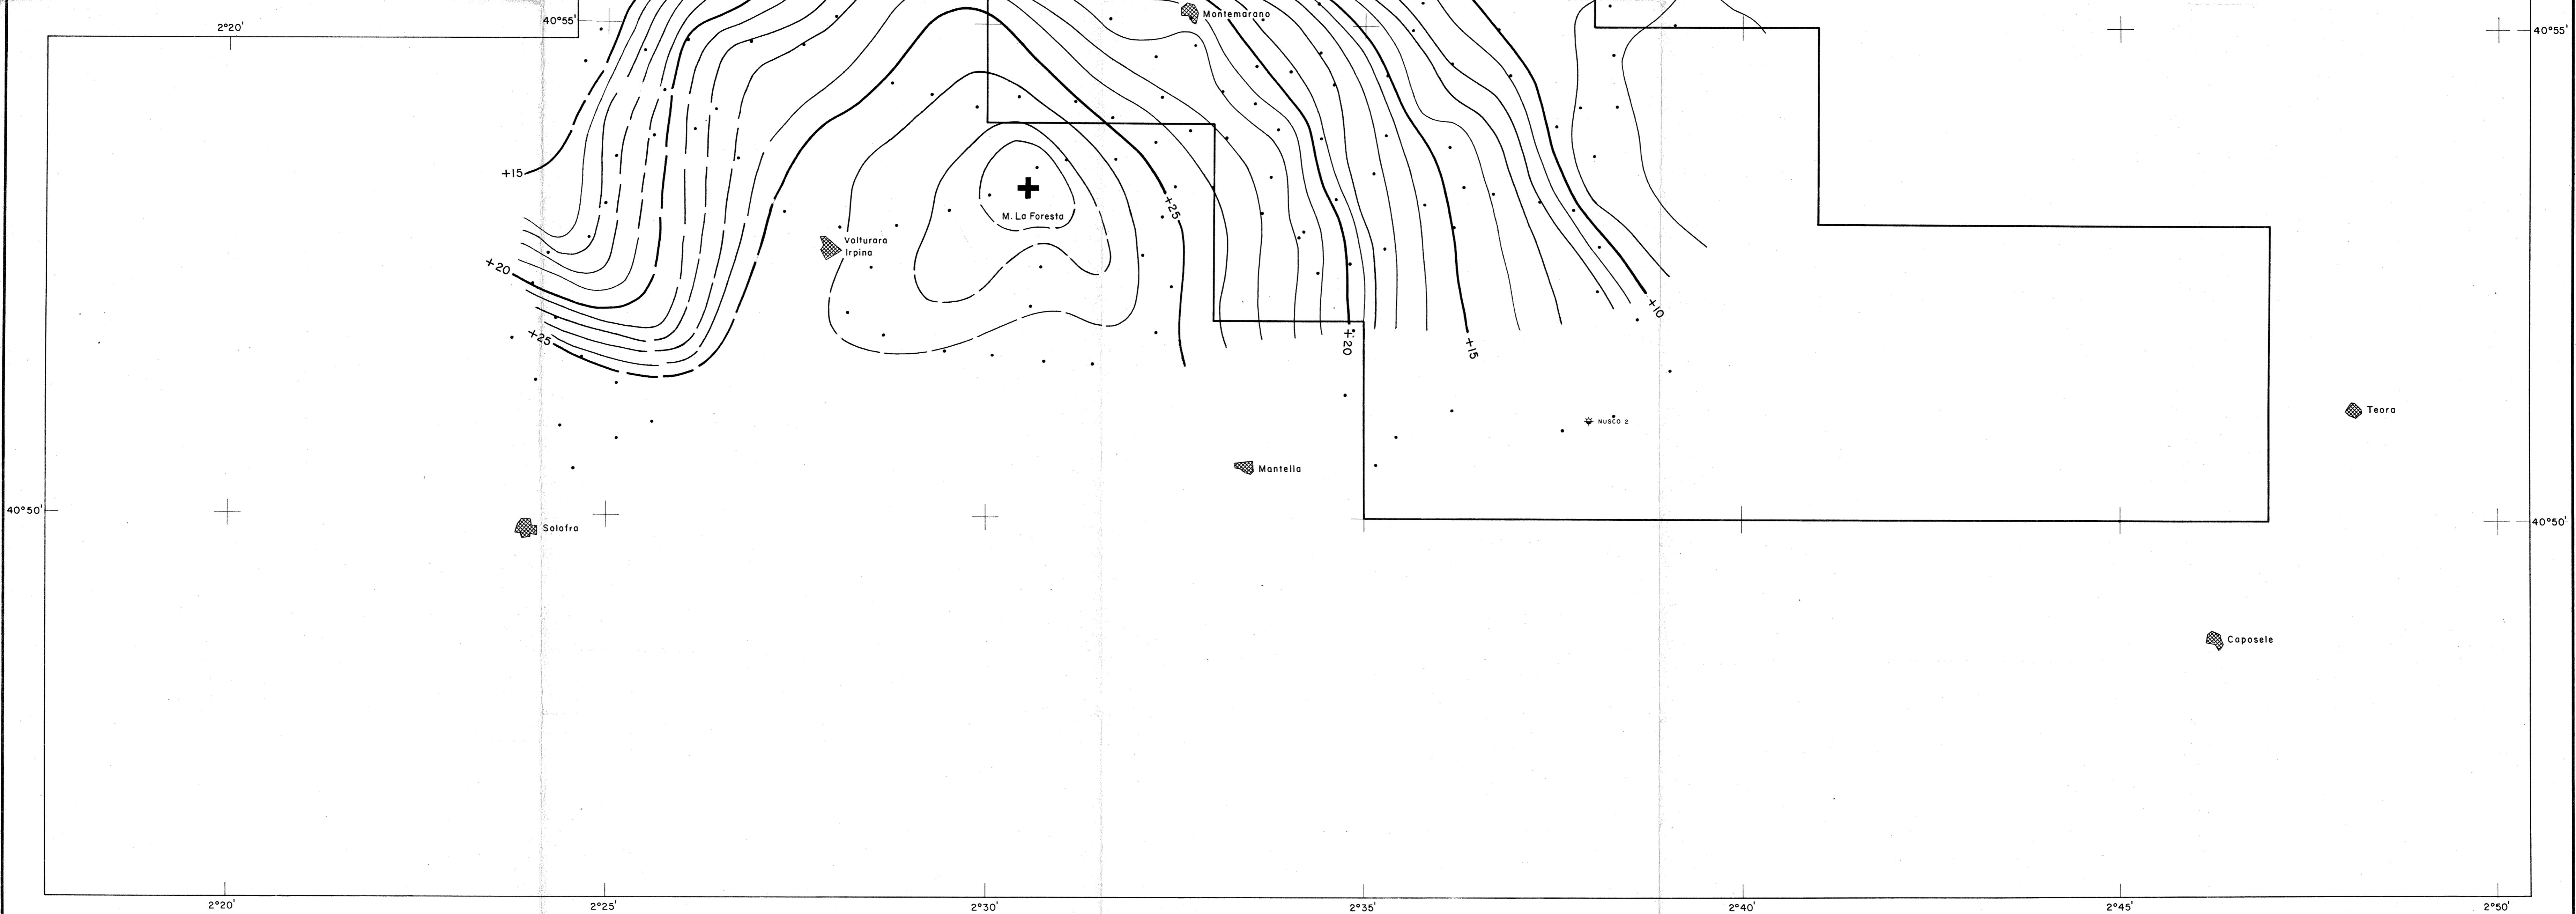 2°20'
40°55'
Montemarano
40°55'
+15
+25
M. La Foresta
Volturara
Irpina
+20
+25
+10
+20
+15
Teora
NUSCO 2
Montella
40°50'
Solofra
40°50'
Caposele
2°20'
2°25'
2°30'
2°35'
2°40'
2°45'
2°50'